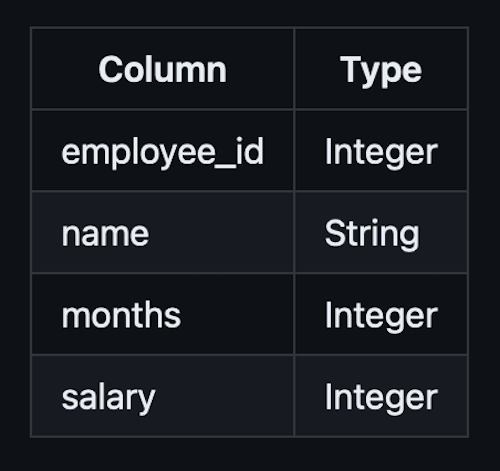 Column Type
employee_id Integer
name String
months Integer
salary Integer